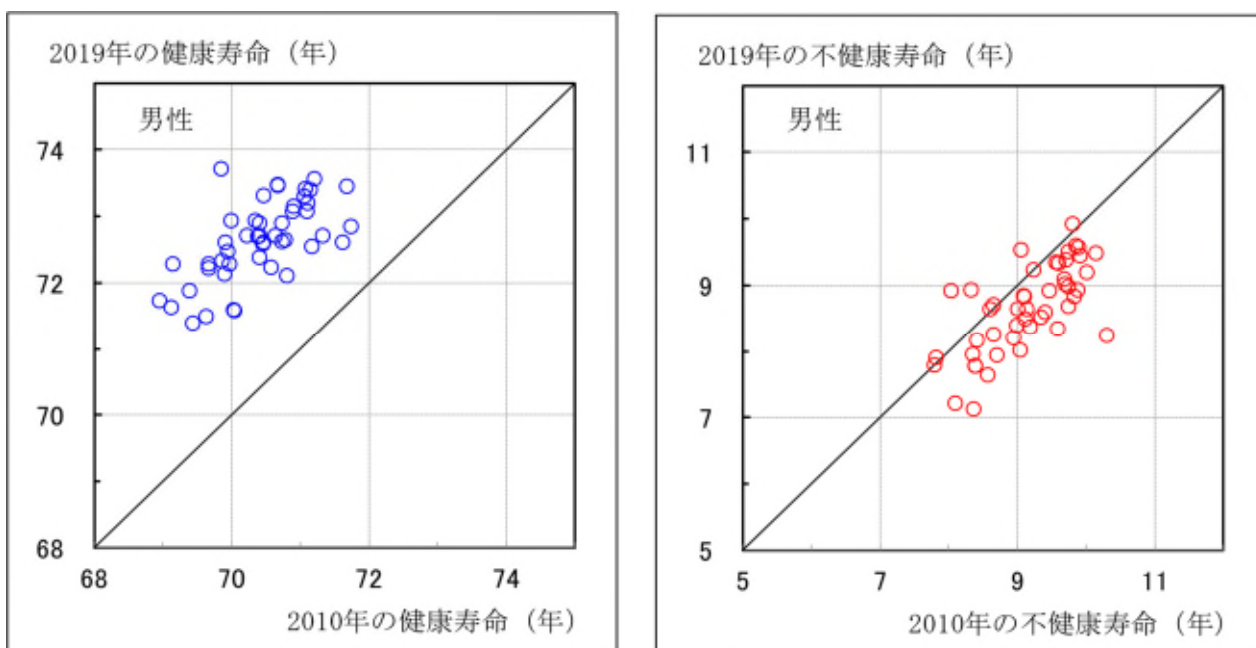 2019年の健康寿命（年）
男性
74
72
70
68
68 70 72 74
2010年の健康寿命（年）
2019年の不健康寿命（年）
男性
11
9
7
5
5 7 9 11
2010年の不健康寿命（年）